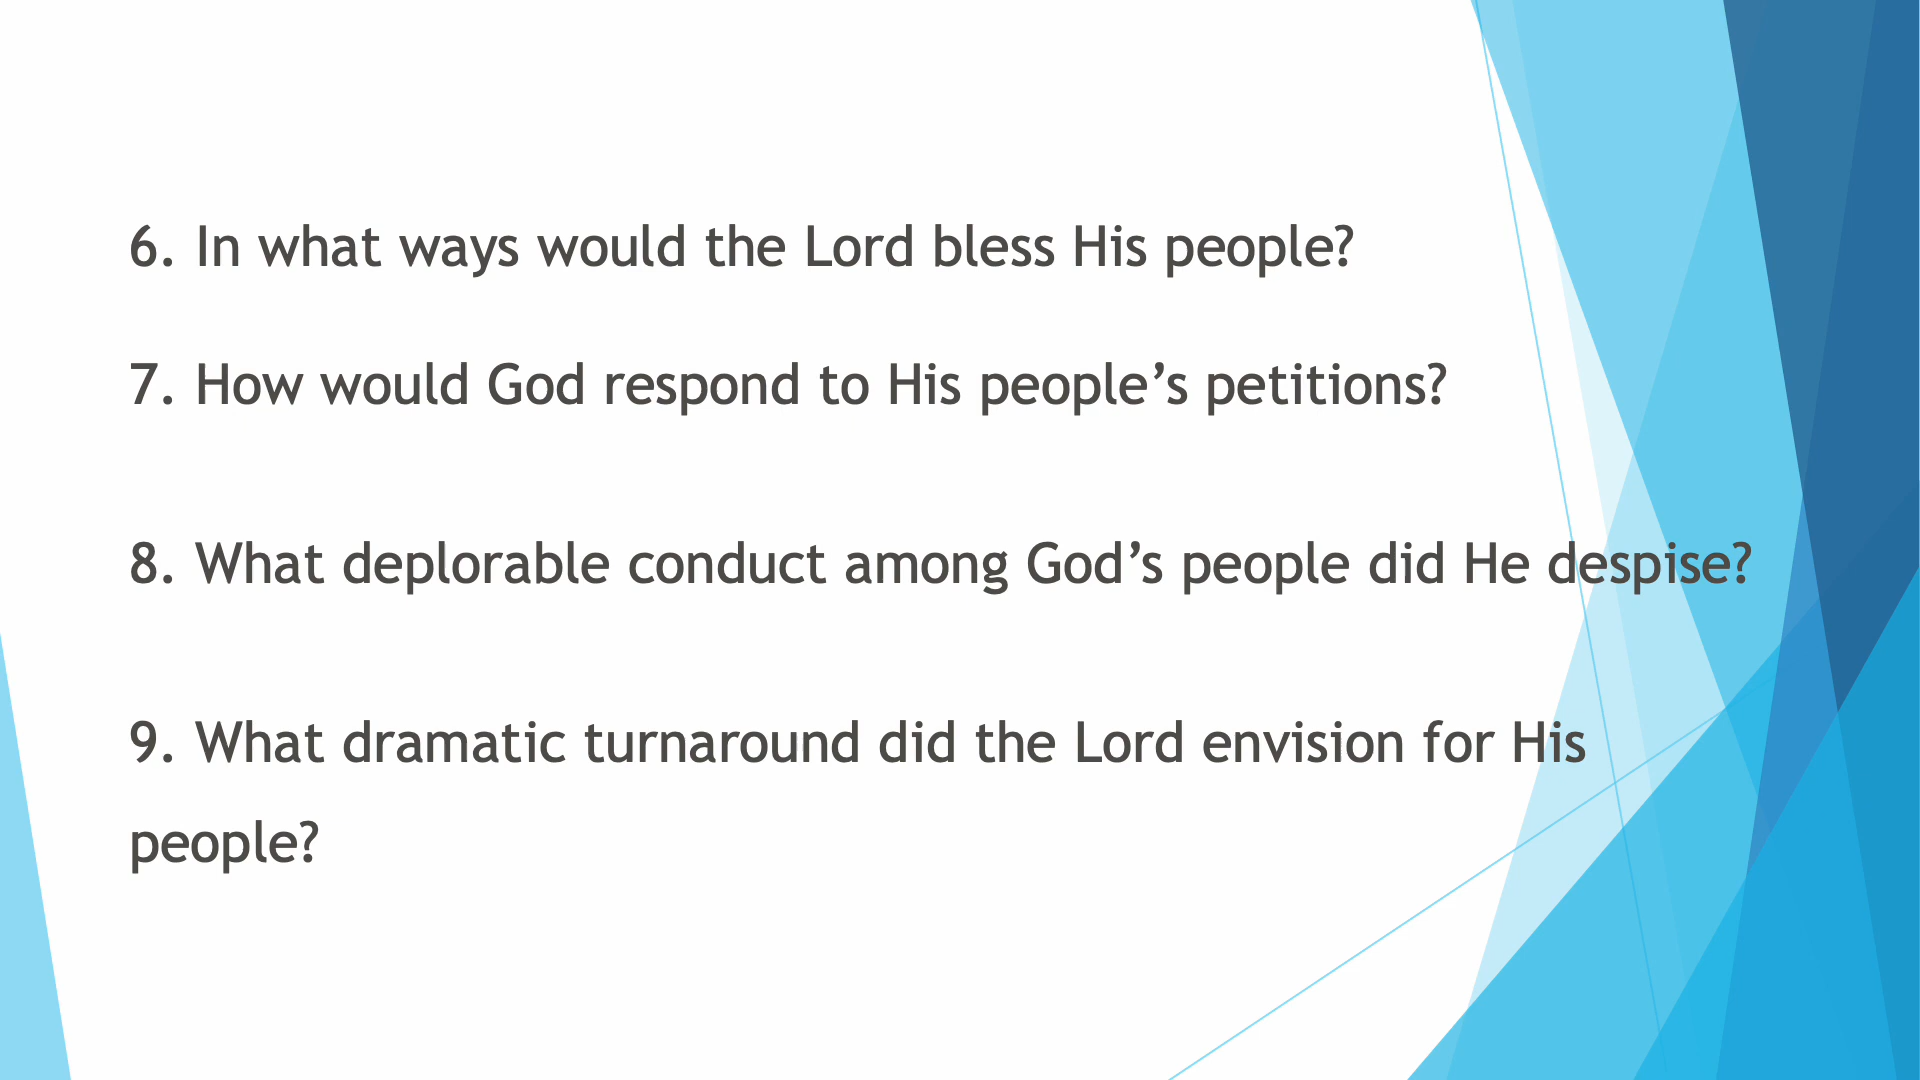 6. In what ways would the Lord bless His people?
7. How would God respond to His people’s petitions?
8. What deplorable conduct among God’s people did He despise?
9. What dramatic turnaround did the Lord envision for His
people?